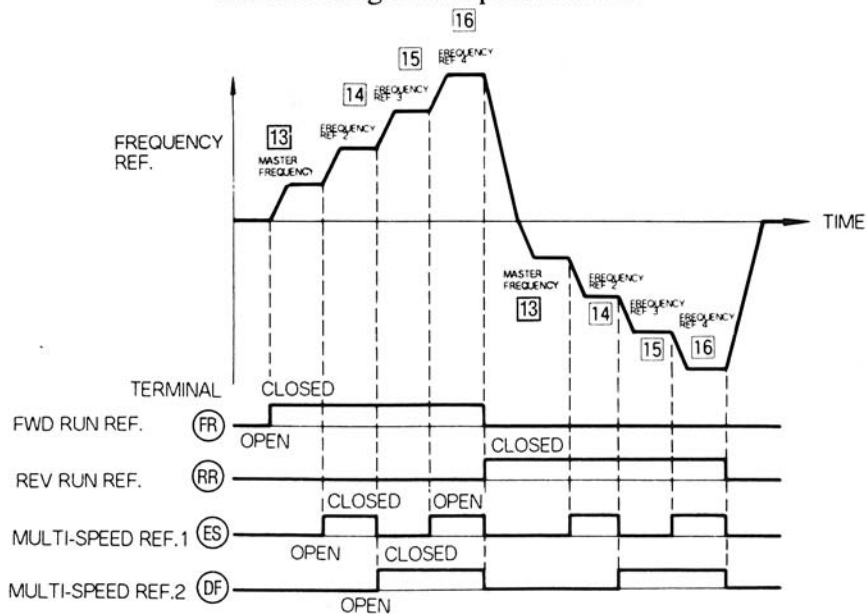 16
15
FREQUENCY
REF 4
14
FREQUENCY
REF 3
13
FREQUENCY
REF 2
FREQUENCY
REF.
MASTER
FREQUENCY
TIME
MASTER
FREQUENCY
FREQUENCY
REF 2
FREQUENCY
REF 3
FREQUENCY
REF 4
13
14
15
16
TERMINAL
CLOSED
FWD RUN REF. FR
OPEN
CLOSED
REV RUN REF. RR
CLOSED OPEN
MULTI-SPEED REF.1 ES
OPEN CLOSED
MULTI-SPEED REF.2 DF
OPEN